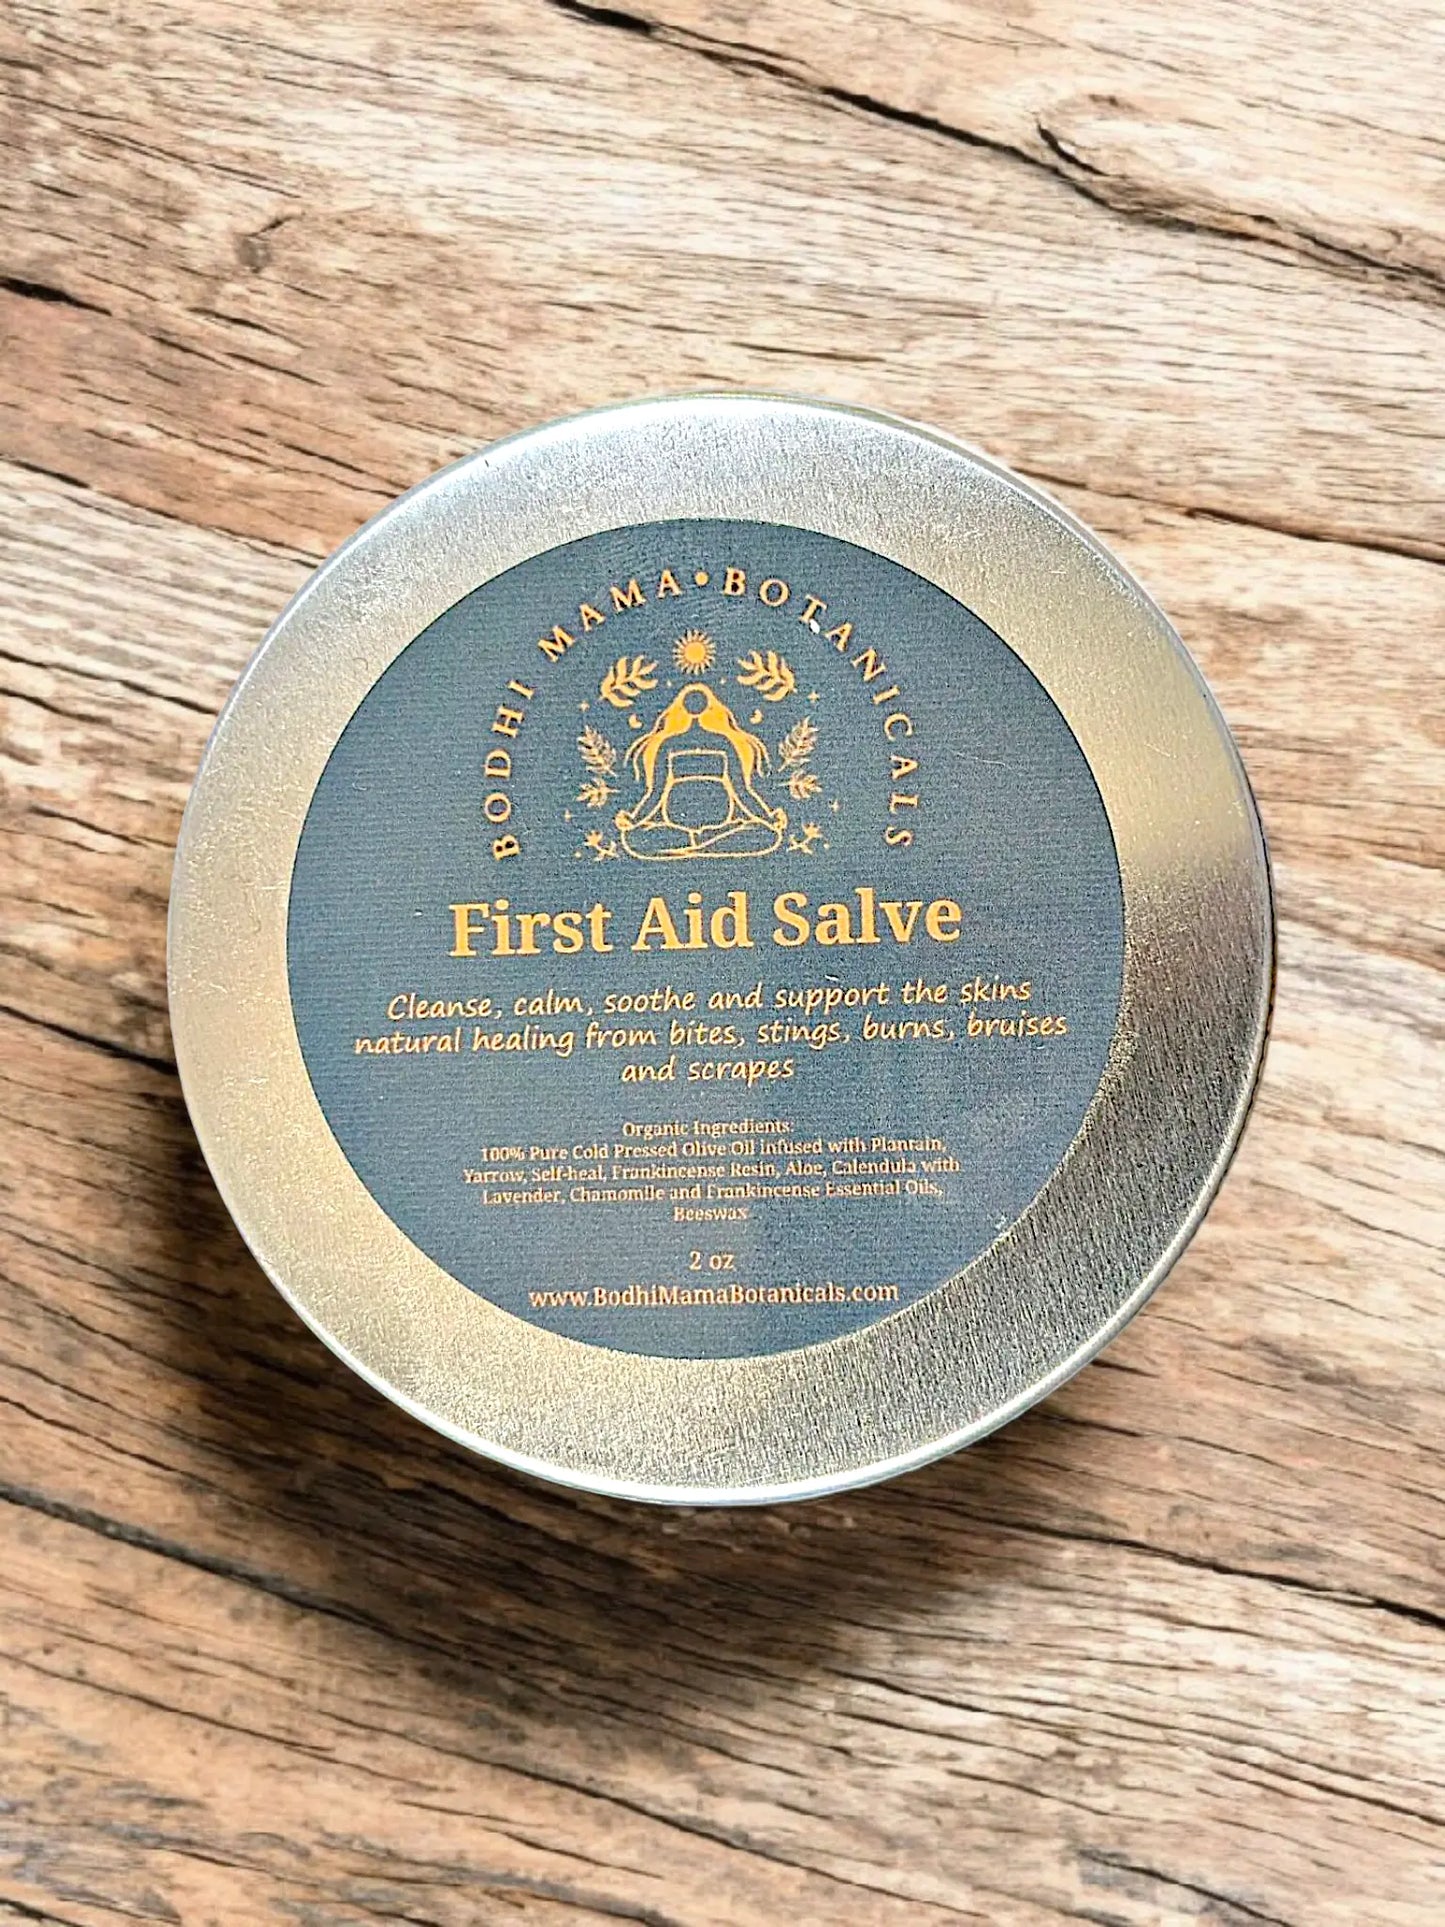 BODHI MAMA • BOTANICALS
First Aid Salve
Cleanse, calm, soothe and support the skins
natural healing from bites, stings, burns, bruises
and scrapes
Organic Ingredients:
100% Pure Cold Pressed Olive Oil infused with Plantain,
Yarrow, Self-heal, Frankincense Resin, Aloe, Calendula with
Lavender, Chamomile and Frankincense Essential Oils,
Beeswax
2 oz
www.BodhiMamaBotanicals.com